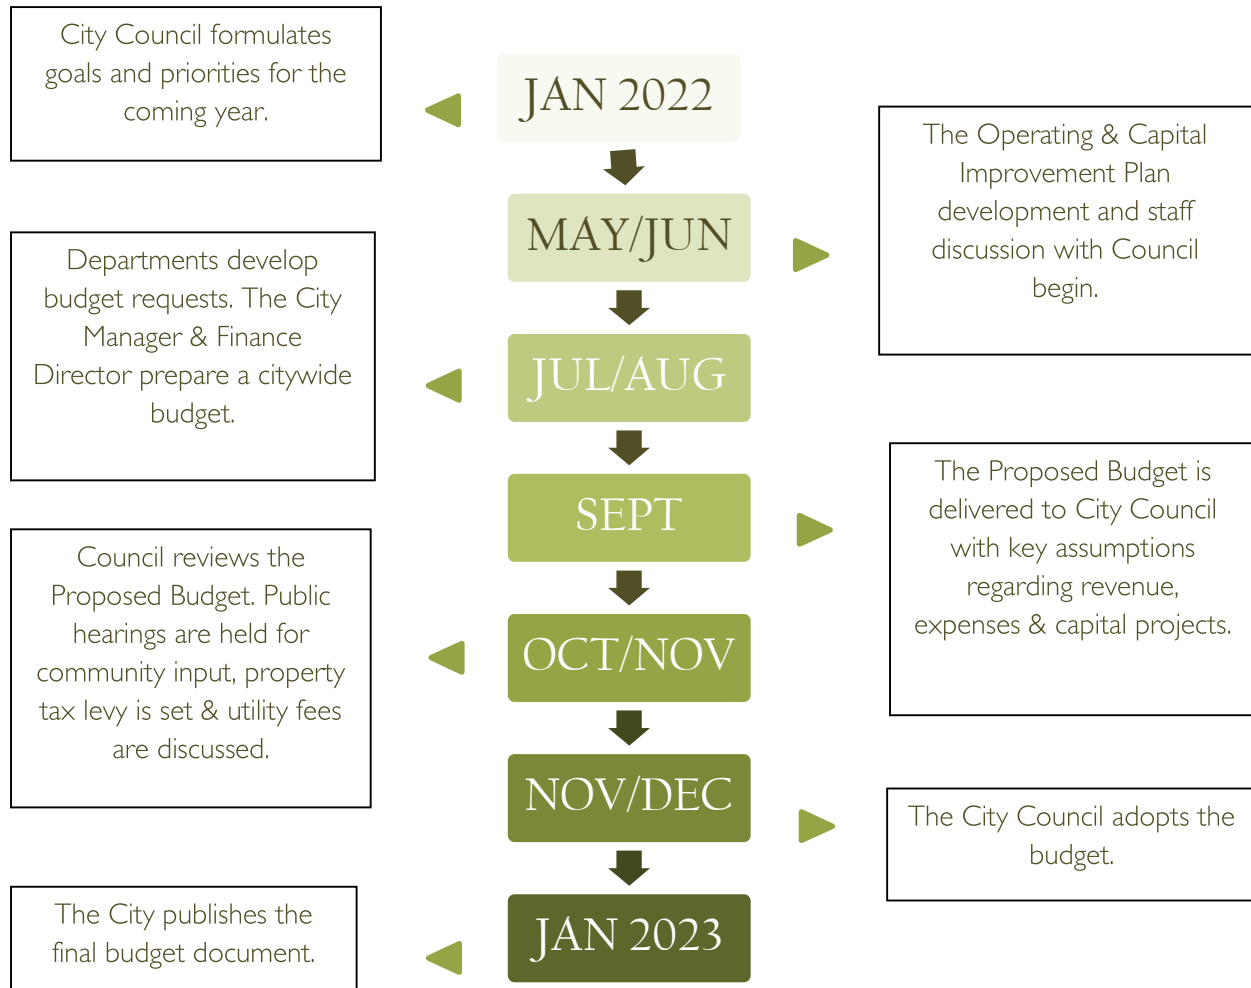 City Council formulates
goals and priorities for the
coming year.
JAN 2022
The Operating & Capital
Improvement Plan
development and staff
discussion with Council
begin.
MAY/JUN
Departments develop
budget requests. The City
Manager & Finance
Director prepare a citywide
budget.
JUL/AUG
The Proposed Budget is
delivered to City Council
with key assumptions
regarding revenue,
expenses & capital projects.
SEPT
Council reviews the
Proposed Budget. Public
hearings are held for
community input, property
tax levy is set & utility fees
are discussed.
OCT/NOV
NOV/DEC
The City Council adopts the
budget.
The City publishes the
final budget document.
JAN 2023